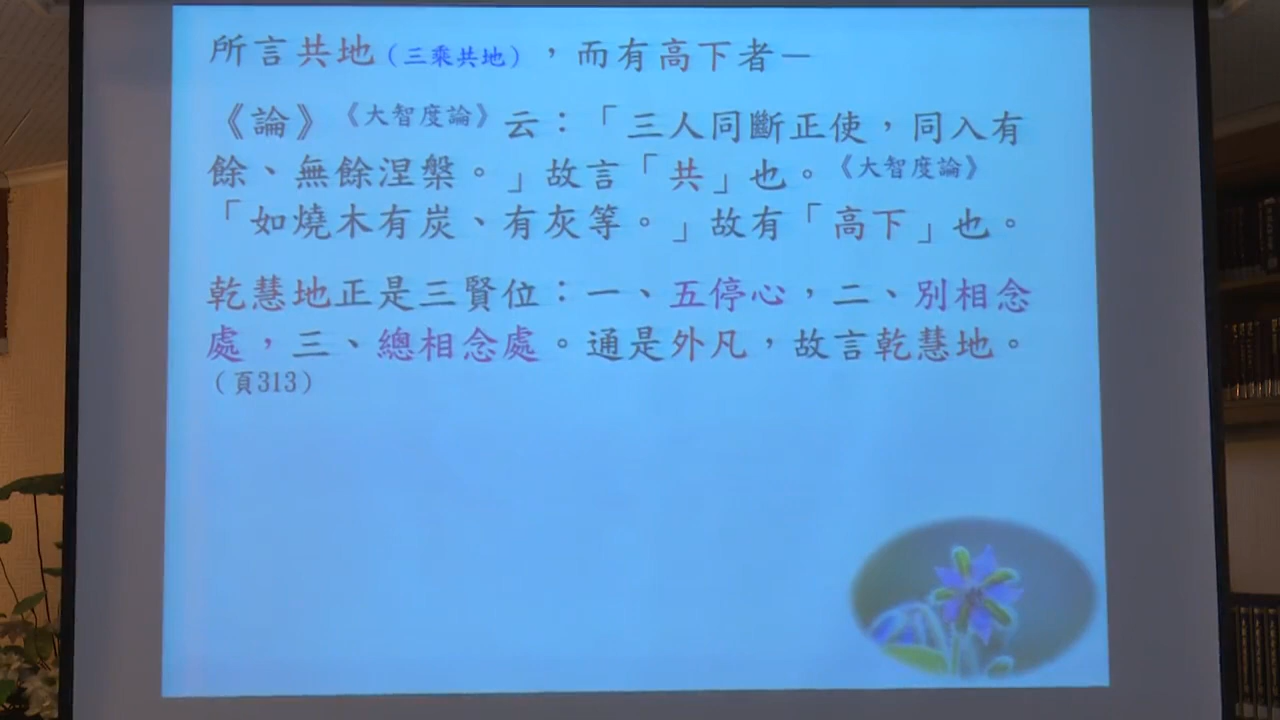 所言共地（三乘共地），而有高下者－
《論》《大智度論》云：「三人同斷正使，同入有
餘、無餘涅槃。」故言「共」也。《大智度論》
「如燒木有炭、有灰等。」故有「高下」也。
乾慧地正是三賢位：一、五停心，二、別相念
處，三、總相念處。通是外凡，故言乾慧地。
（頁313）